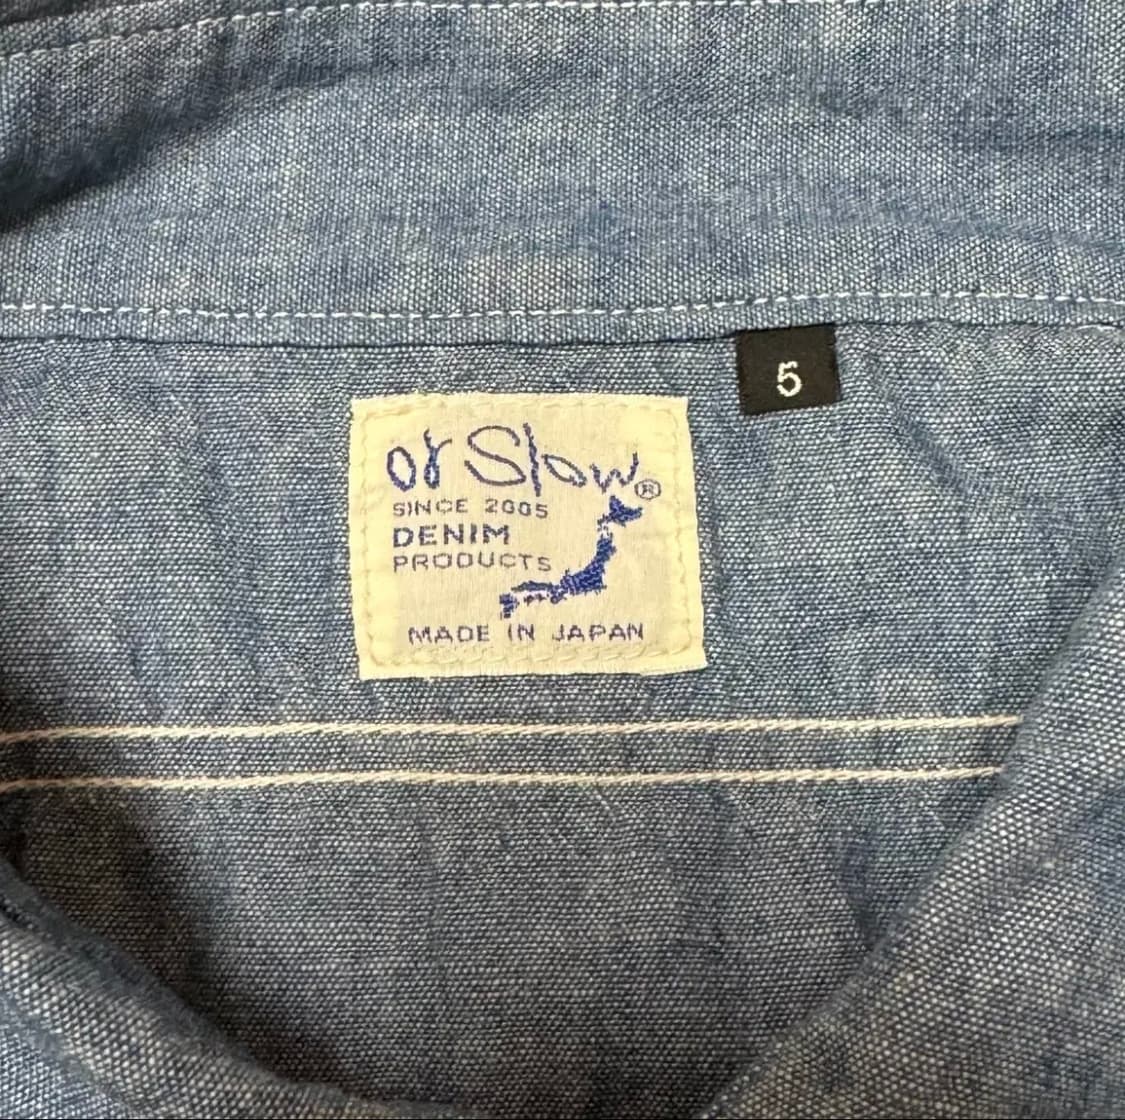 5
or Slow®
SINCE 2005
DENIM
PRODUCTS
MADE IN JAPAN